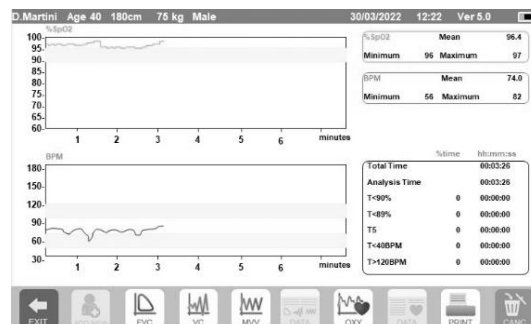 D.Martini Age 40 180cm 75 kg Male 30/03/2022 12:22 Ver 5.0
%SpO2
100
95
90
85
80
75
70
65
60
1 2 3 4 5 6 minutes
BPM
180
150
120
90
60
30
1 2 3 4 5 6 minutes
%SpO2 Mean 96.4
Minimum 96 Maximum 97
BPM Mean 74.0
Minimum 56 Maximum 82
%time hh:mm:ss
Total Time 00:03:26
Analysis Time 00:03:26
T<90% 0 00:00:00
T<89% 0 00:00:00
T5 0 00:00:00
T<40BPM 0 00:00:00
T>120BPM 0 00:00:00
EXIT
FVC
VC
MVV
DATA
OXY
DATA
PRINT